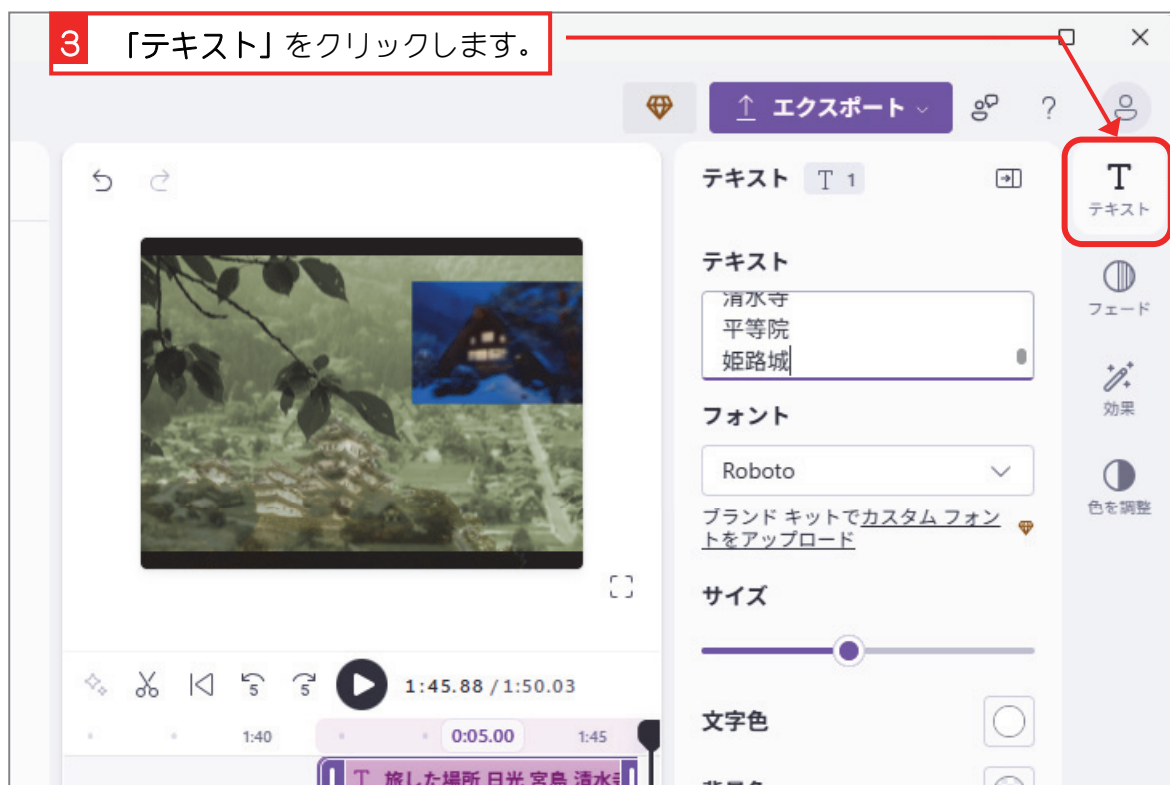 3 「テキスト」をクリックします。
エクスポート
?
テキスト T 1
T
テキスト
テキスト
清水寺
平等院
姫路城
フェード
効果
フォント
Roboto
色を調整
ブランド キットでカスタム フォン
トをアップロード
サイズ
5 5 1:45.88 / 1:50.03
文字色
1:40 0:05.00 1:45
T 旅した場所 日光 宮島 清水寺
背景色